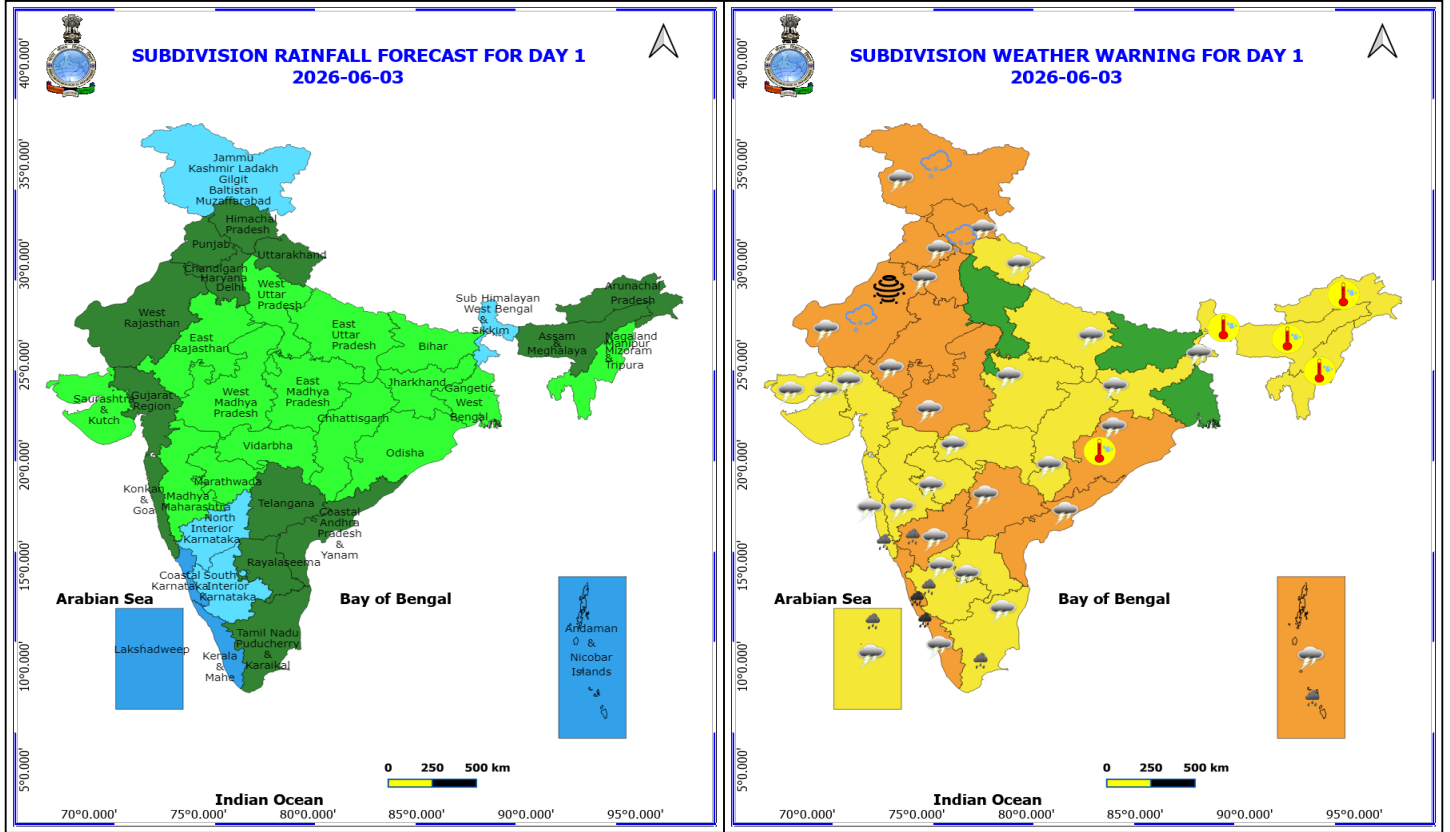 SUBDIVISION RAINFALL FORECAST FOR DAY 1
2026-06-03
40°0.000'
35°0.000'
30°0.000'
25°0.000'
20°0.000'
15°0.000'
10°0.000'
5°0.000'
Jammu
Kashmir Ladakh
Gilgit
Baltistan
Muzaffarabad
Himachal
Pradesh
Punjab
Uttarakhand
Chandigarh
Haryana
Delhi
West
Uttar
Pradesh
West
Rajasthan
East
Rajasthan
East
Uttar
Pradesh
Bihar
Sub Himalayan
West Bengal
&
Sikkim
Arunachal
Pradesh
Assam
&
Meghalaya
Nagaland
Manipur
Mizoram
&
Tripura
Saurashtra
&
Kutch
Gujarat
Region
West
Madhya
Pradesh
East
Madhya
Pradesh
Jharkhand
Gangetic
West
Bengal
Chhattisgarh
Vidarbha
Odisha
Konkan
&
Goa
Madhya
Maharashtra
Marathwada
Telangana
North
Interior
Karnataka
Coastal
Andhra
Pradesh
&
Yanam
Rayalaseema
Coastal
Karnataka
South
Interior
Karnataka
Tamil Nadu
Puducherry
&
Karaikal
Kerala
&
Mahe
Lakshadweep
Andaman
&
Nicobar
Islands
Arabian Sea
Bay of Bengal
Indian Ocean
0 250 500 km
70°0.000' 75°0.000' 80°0.000' 85°0.000' 90°0.000' 95°0.000'
SUBDIVISION WEATHER WARNING FOR DAY 1
2026-06-03
40°0.000'
35°0.000'
30°0.000'
25°0.000'
20°0.000'
15°0.000'
10°0.000'
5°0.000'
Arabian Sea
Bay of Bengal
Indian Ocean
0 250 500 km
70°0.000' 75°0.000' 80°0.000' 85°0.000' 90°0.000' 95°0.000'